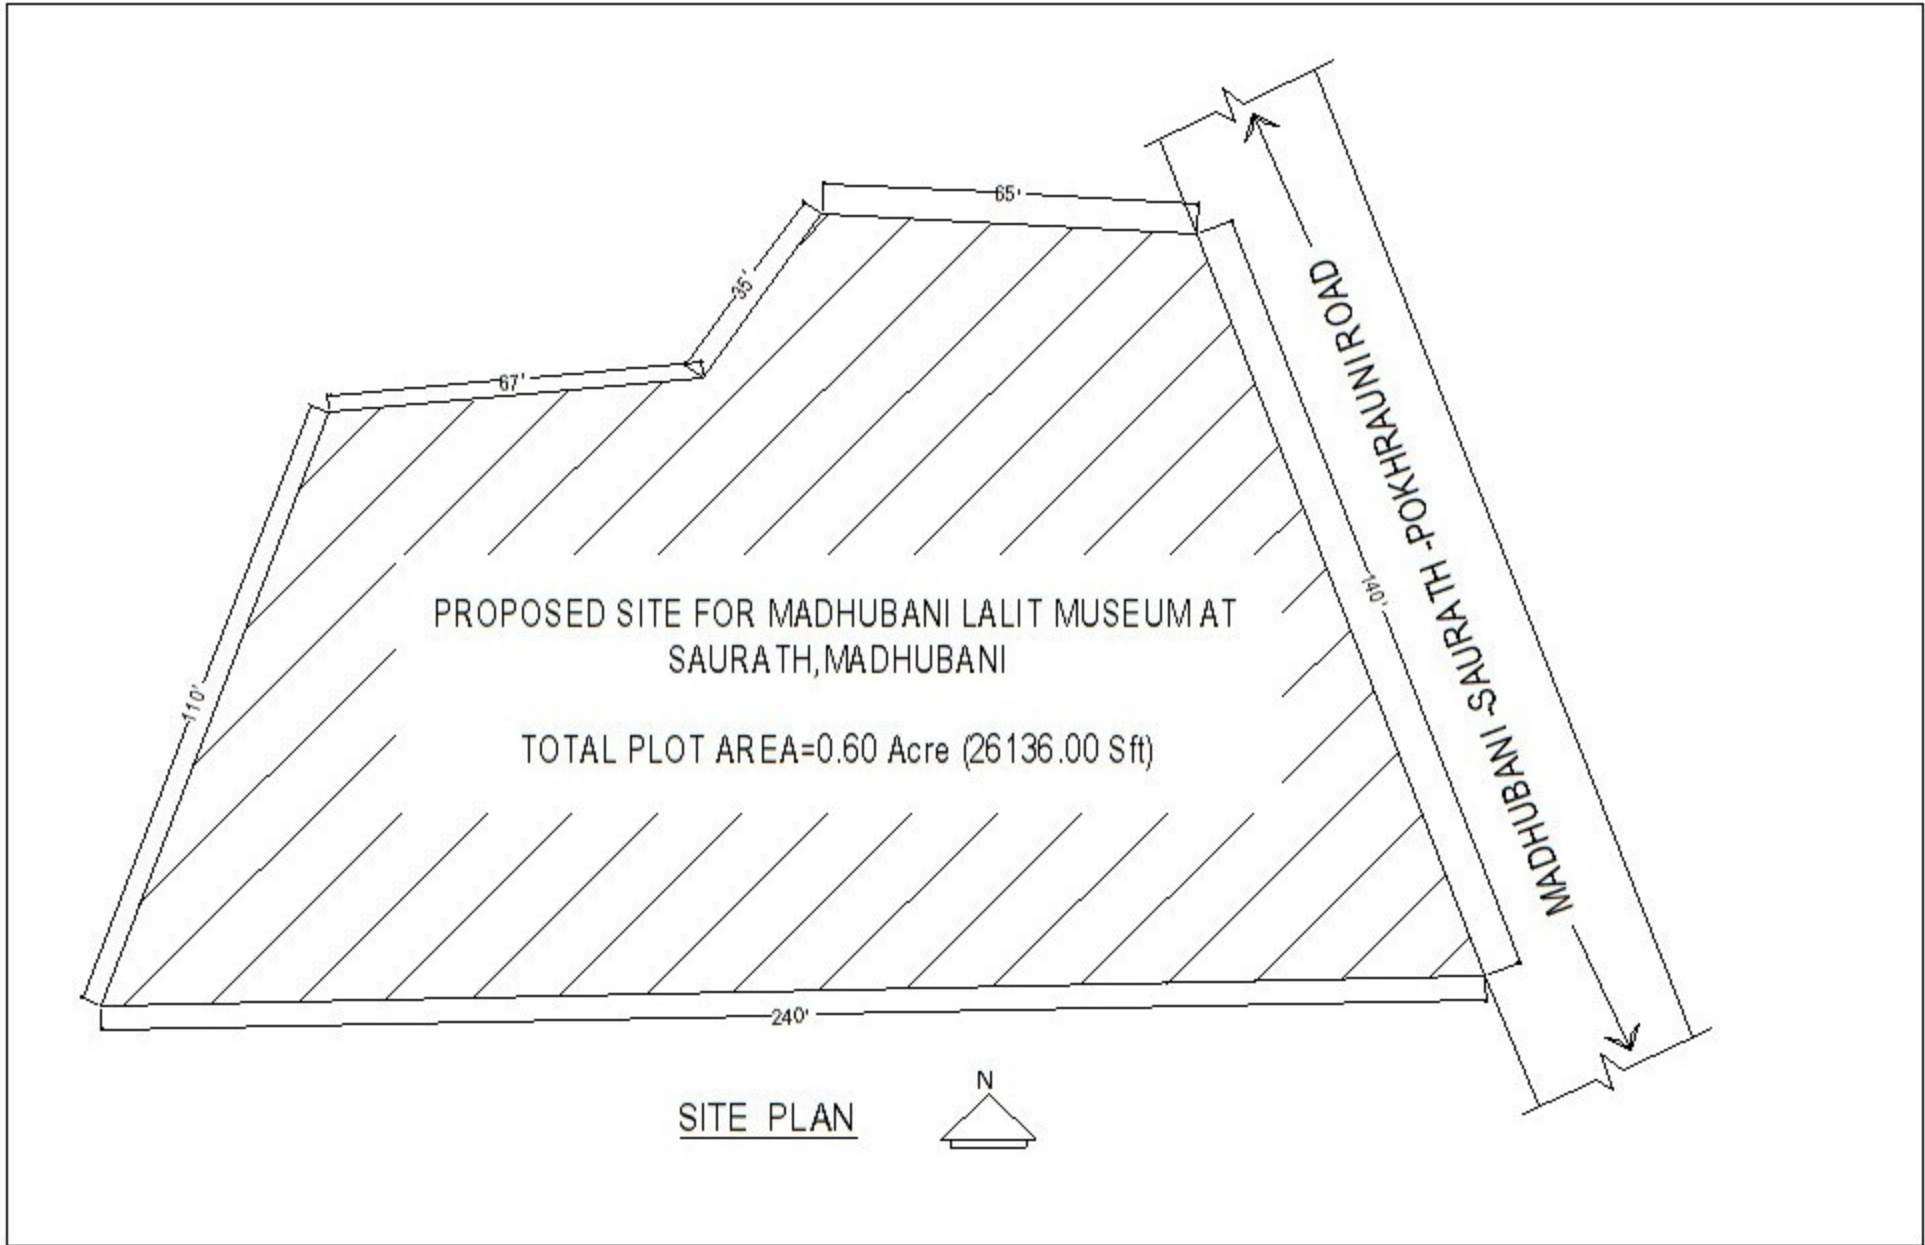 65'
35'
67'
MADHUBANI-SAURATH-POKHRAUNI ROAD
140'
PROPOSED SITE FOR MADHUBANI LALIT MUSEUM AT
SAURATH,MADHUBANI
110'
TOTAL PLOT AREA=0.60 Acre (26136.00 Sft)
240'
N
SITE PLAN